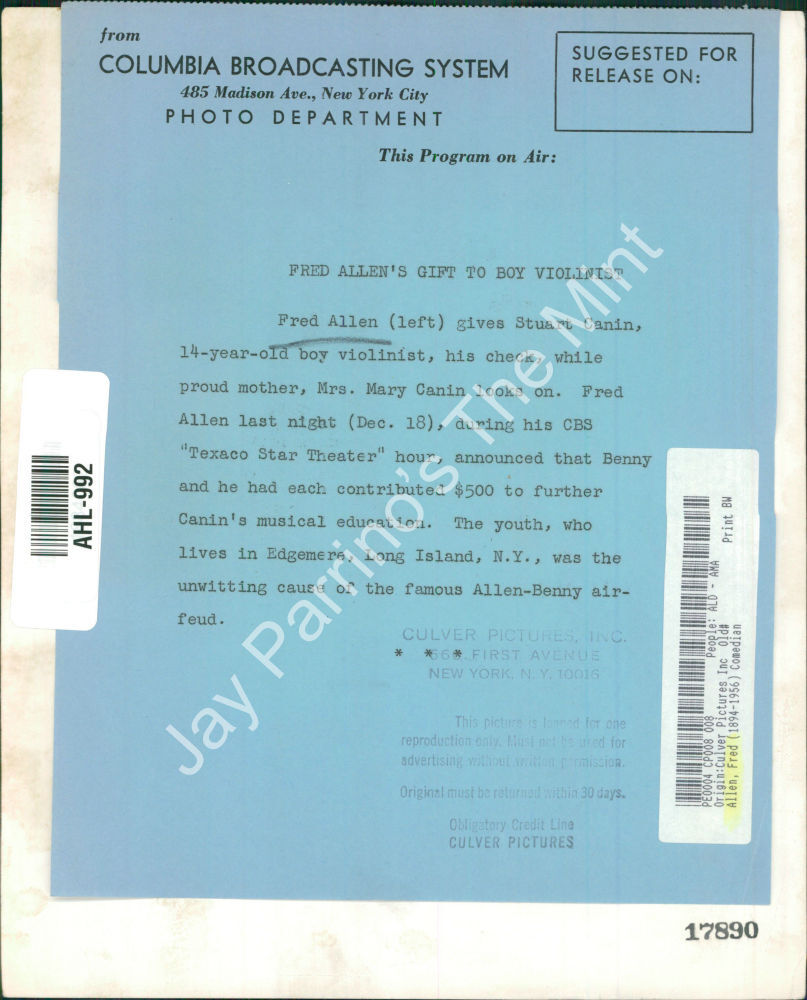 from
COLUMBIA BROADCASTING SYSTEM
485 Madison Ave., New York City
PHOTO DEPARTMENT
SUGGESTED FOR
RELEASE ON:
This Program on Air:
FRED ALLEN'S GIFT TO BOY VIOLINIST
Fred Allen (left) gives Stuart Canin,
14-year-old boy violinist, his check, while
proud mother, Mrs. Mary Canin looks on. Fred
Allen last night (Dec. 18), during his CBS
"Texaco Star Theater" hour, announced that Benny
and he had each contributed $500 to further
Canin's musical education. The youth, who
lives in Edgemere, Long Island, N.Y., was the
unwitting cause of the famous Allen-Benny air-
feud.
* * *
CULVER PICTURES, INC.
FIRST AVENUE
NEW YORK, N. Y. 10016
This picture is loaned for one
reproduction only. Must not be used for
advertising without written permission.
Original must be returned within 30 days.
Obligatory Credit Line
CULVER PICTURES
AHL-992
PE0004 CP008 008
People: ALD - AMA
Print BW
Origin:Culver Pictures Inc Old#
Allen, Fred (1894-1956) Comedian
17890
Jay Parrino's The Mint